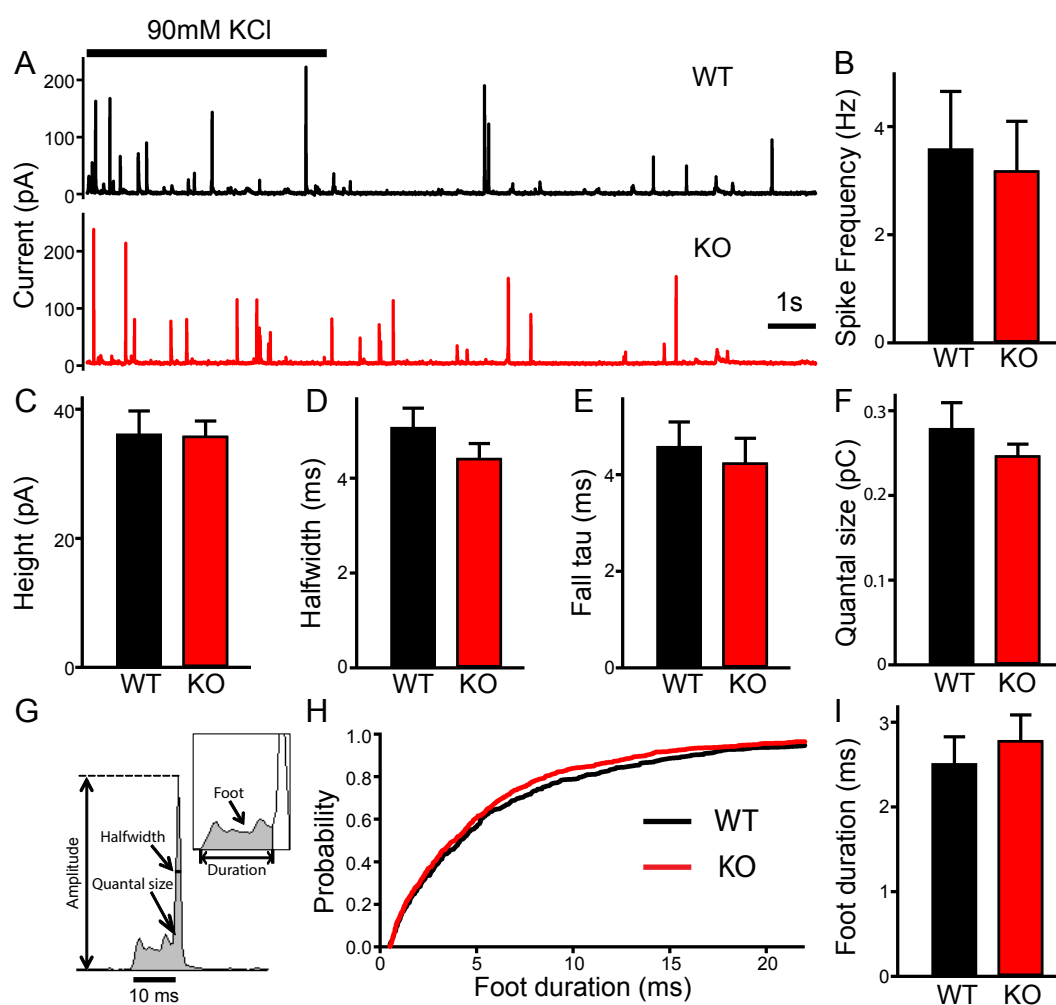 90mM KCl
A
WT
200
100
0
Current (pA)
KO
200
100
0
1s
B
Spike Frequency (Hz)
4
2
0
WT KO
C
Height (pA)
40
20
0
WT KO
D
Halfwidth (ms)
4
2
0
WT KO
E
Fall tau (ms)
4
2
0
WT KO
F
Quantal size (pC)
0.3
0.2
0.1
0
WT KO
G
Amplitude
Halfwidth
Quantal size
Foot
Duration
10 ms
H
Probability
1.0
0.8
0.6
0.4
0.2
0.0
0 5 10 15 20
Foot duration (ms)
WT
KO
I
Foot duration (ms)
3
2
1
0
WT KO